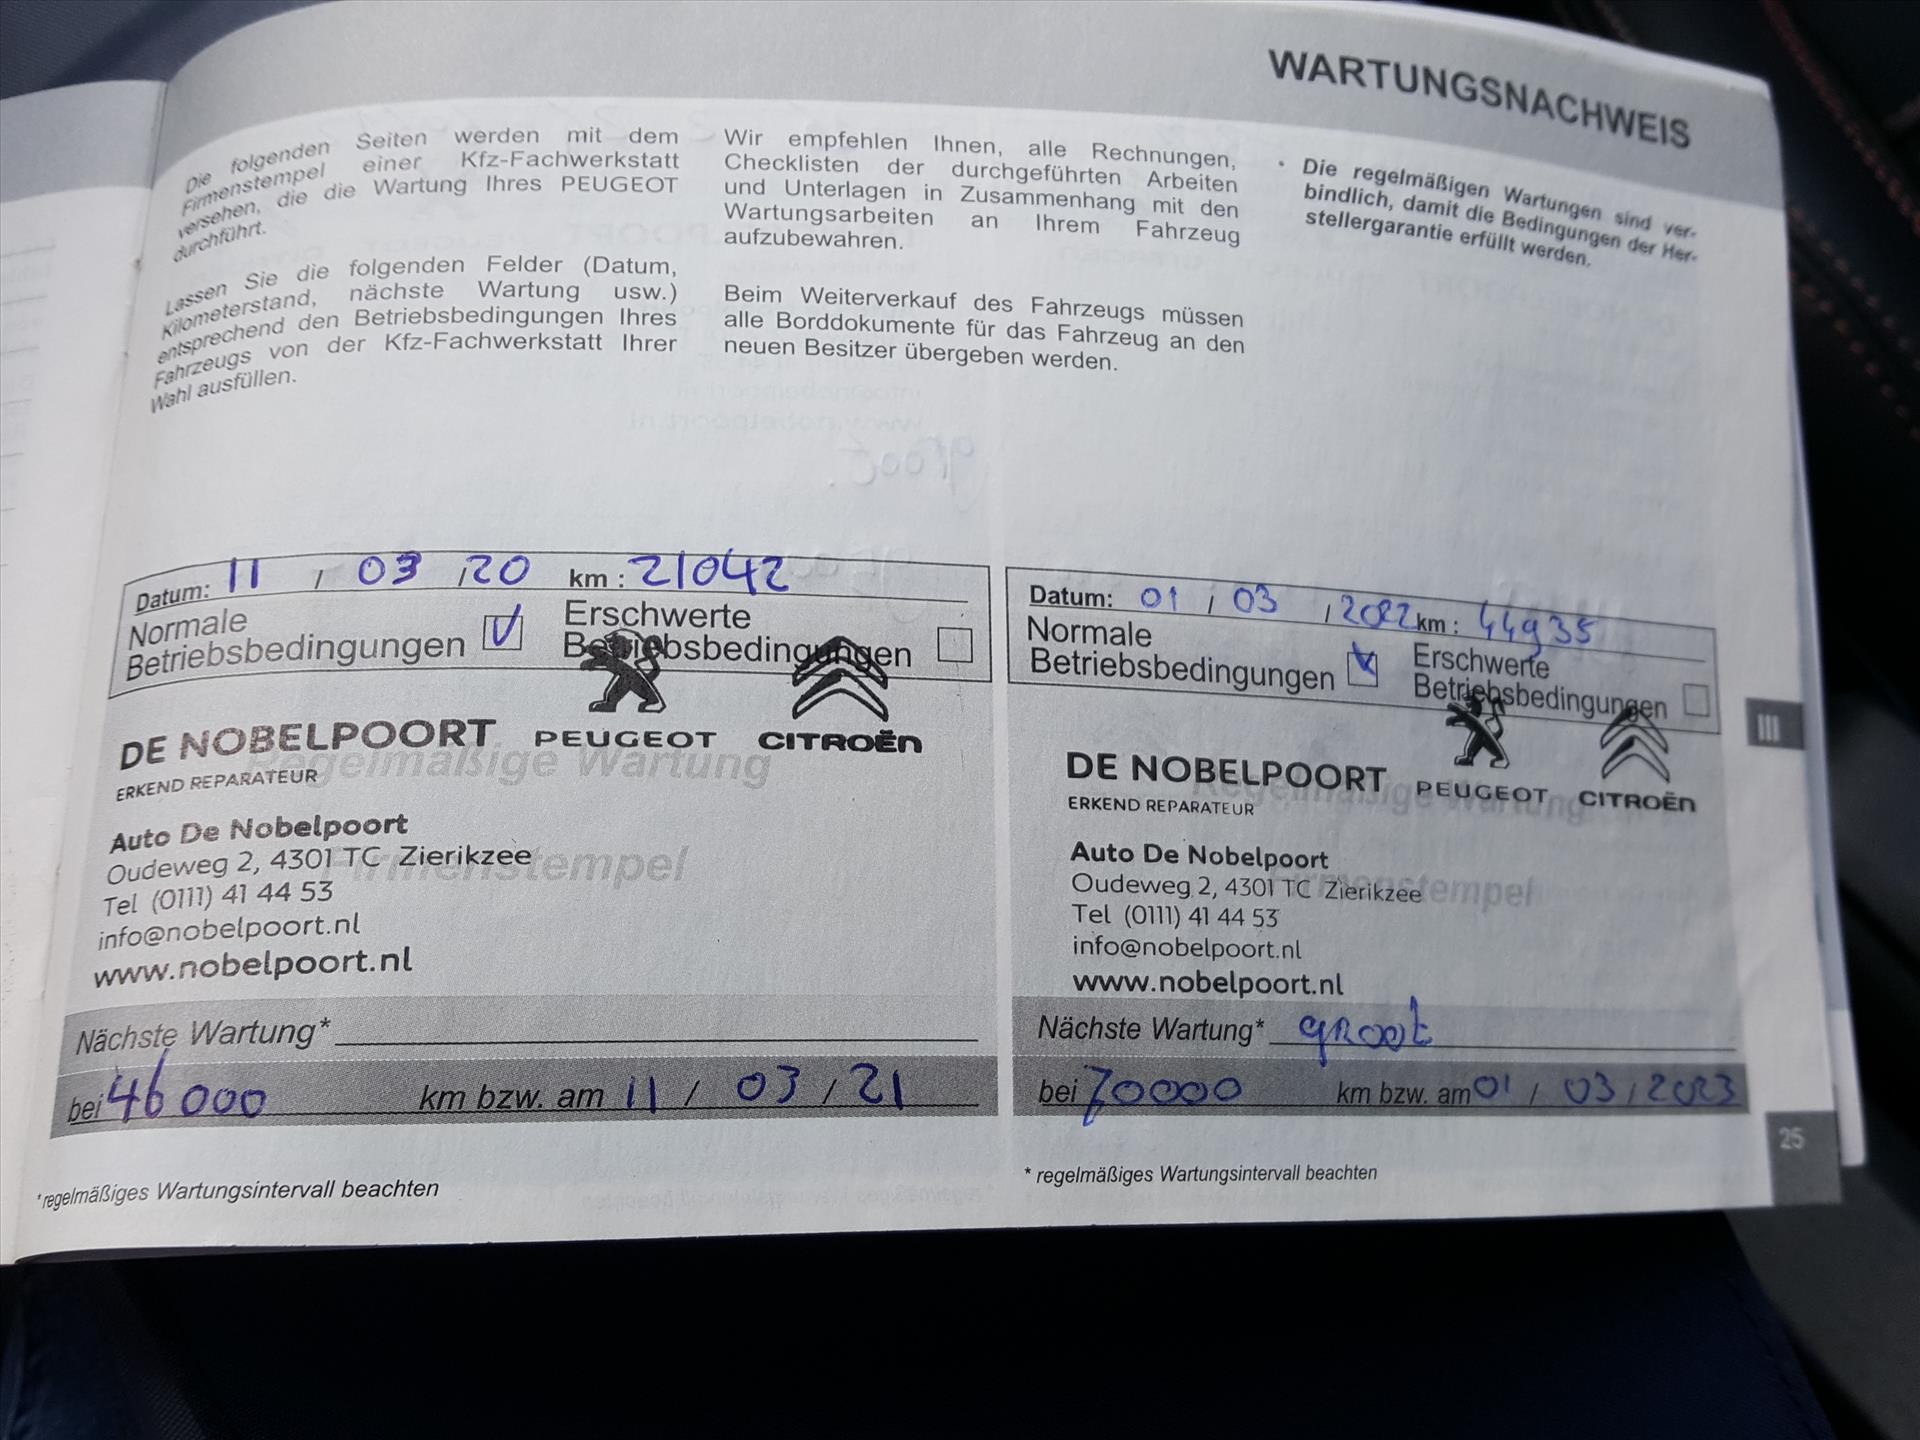 WARTUNGSNACHWEIS
Die folgenden Seiten werden mit dem
Firmenstempel einer Kfz-Fachwerkstatt
versehen, die die Wartung Ihres PEUGEOT
durchführt.
Lassen Sie die folgenden Felder (Datum,
Kilometerstand, nächste Wartung usw.)
entsprechend den Betriebsbedingungen Ihres
Fahrzeugs von der Kfz-Fachwerkstatt Ihrer
Wahl ausfüllen.
Wir empfehlen Ihnen, alle Rechnungen,
Checklisten der durchgeführten Arbeiten
und Unterlagen in Zusammenhang mit den
Wartungsarbeiten an Ihrem Fahrzeug
aufzubewahren.
Beim Weiterverkauf des Fahrzeugs müssen
alle Borddokumente für das Fahrzeug an den
neuen Besitzer übergeben werden.
• Die regelmäßigen Wartungen sind ver-
bindlich, damit die Bedingungen der Her-
stellergarantie erfüllt werden.
Datum: 11 / 03 / 20 km : 21042
Normale
Betriebsbedingungen
Erschwerte
Betriebsbedingungen
DE NOBELPOORT PEUGEOT CITROËN
Regelmäßige Wartung
ERKEND REPARATEUR
Auto De Nobelpoort
Oudeweg 2, 4301 TC Zierikzee
Firmenstempel
Tel (0111) 41 44 53
info@nobelpoort.nl
www.nobelpoort.nl
Nächste Wartung*
bei 46000 km bzw. am 11 / 03 / 21
*regelmäßiges Wartungsintervall beachten
Datum: 01 / 03 / 2022 km : 44935
Normale
Betriebsbedingungen
Erschwerte
Betriebsbedingungen
DE NOBELPOORT PEUGEOT CITROËN
Regelmäßige Wartung
ERKEND REPARATEUR
Auto De Nobelpoort
Oudeweg 2, 4301 TC Zierikzee
Firmenstempel
Tel (0111) 41 44 53
info@nobelpoort.nl
www.nobelpoort.nl
Nächste Wartung* groot
bei 70000 km bzw. am 01 / 03 / 2023
* regelmäßiges Wartungsintervall beachten
III
25